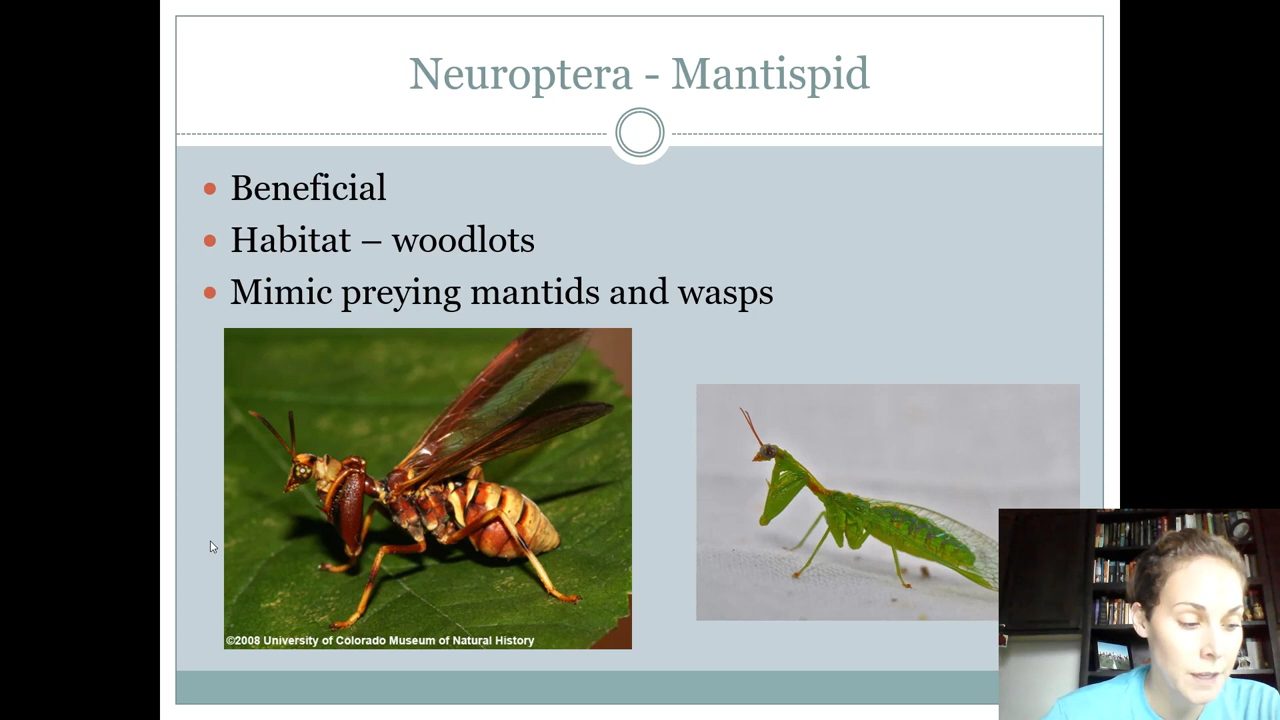 Neuroptera - Mantispid
Beneficial
Habitat – woodlots
Mimic preying mantids and wasps
©2008 University of Colorado Museum of Natural History